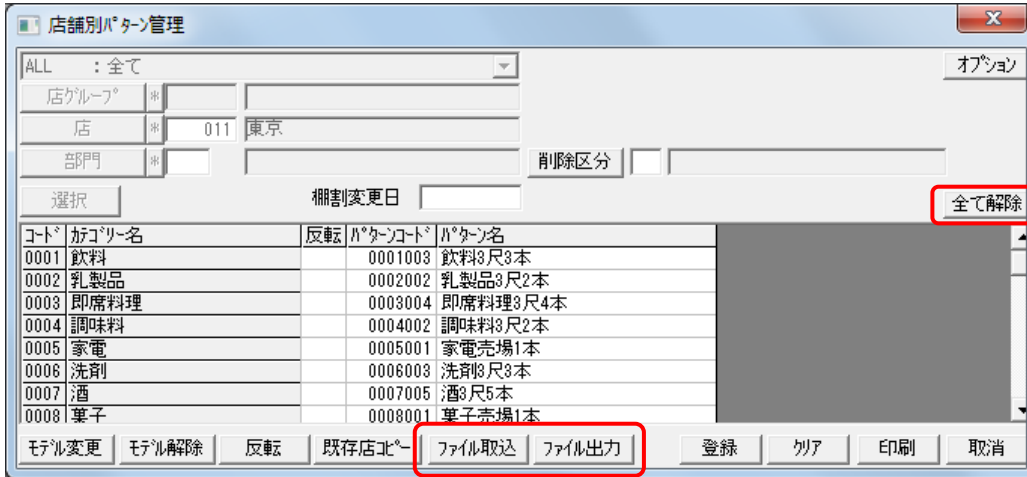 店舗別ﾊﾟﾀｰﾝ管理
ALL : 全て オプション
店ｸﾞﾙｰﾌﾟ *
店 * 011 東京
部門 * 削除区分
選択 棚割変更日 全て解除
ｺｰﾄﾞ ｶﾃｺﾞﾘｰ名 反転 ﾊﾟﾀｰﾝｺｰﾄﾞ ﾊﾟﾀｰﾝ名
0001 飲料 0001003 飲料3尺3本
0002 乳製品 0002002 乳製品3尺2本
0003 即席料理 0003004 即席料理3尺4本
0004 調味料 0004002 調味料3尺2本
0005 家電 0005001 家電売場1本
0006 洗剤 0006003 洗剤3尺3本
0007 酒 0007005 酒3尺5本
0008 菓子 0008001 菓子売場1本
ﾓﾃﾞﾙ変更 ﾓﾃﾞﾙ解除 反転 既存店ｺﾋﾟｰ ファイル取込 ファイル出力 登録 ｸﾘｱ 印刷 取消